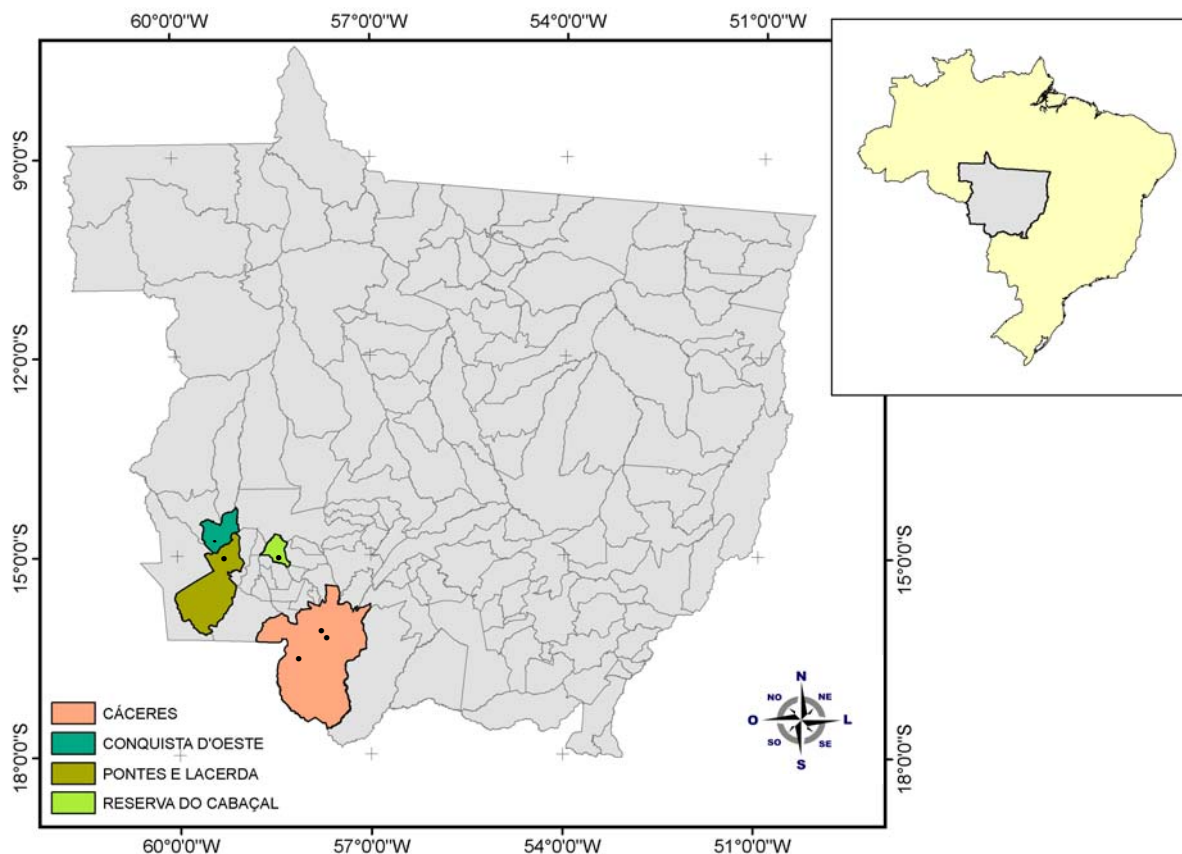 60°0'0"W 57°0'0"W 54°0'0"W 51°0'0"W
9°0'0"S
12°0'0"S
15°0'0"S
18°0'0"S
15°0'0"S
18°0'0"S
CÁCERES
CONQUISTA D'OESTE
PONTES E LACERDA
RESERVA DO CABAÇAL
N
NO NE
O L
SO SE
S
60°0'0"W 57°0'0"W 54°0'0"W 51°0'0"W